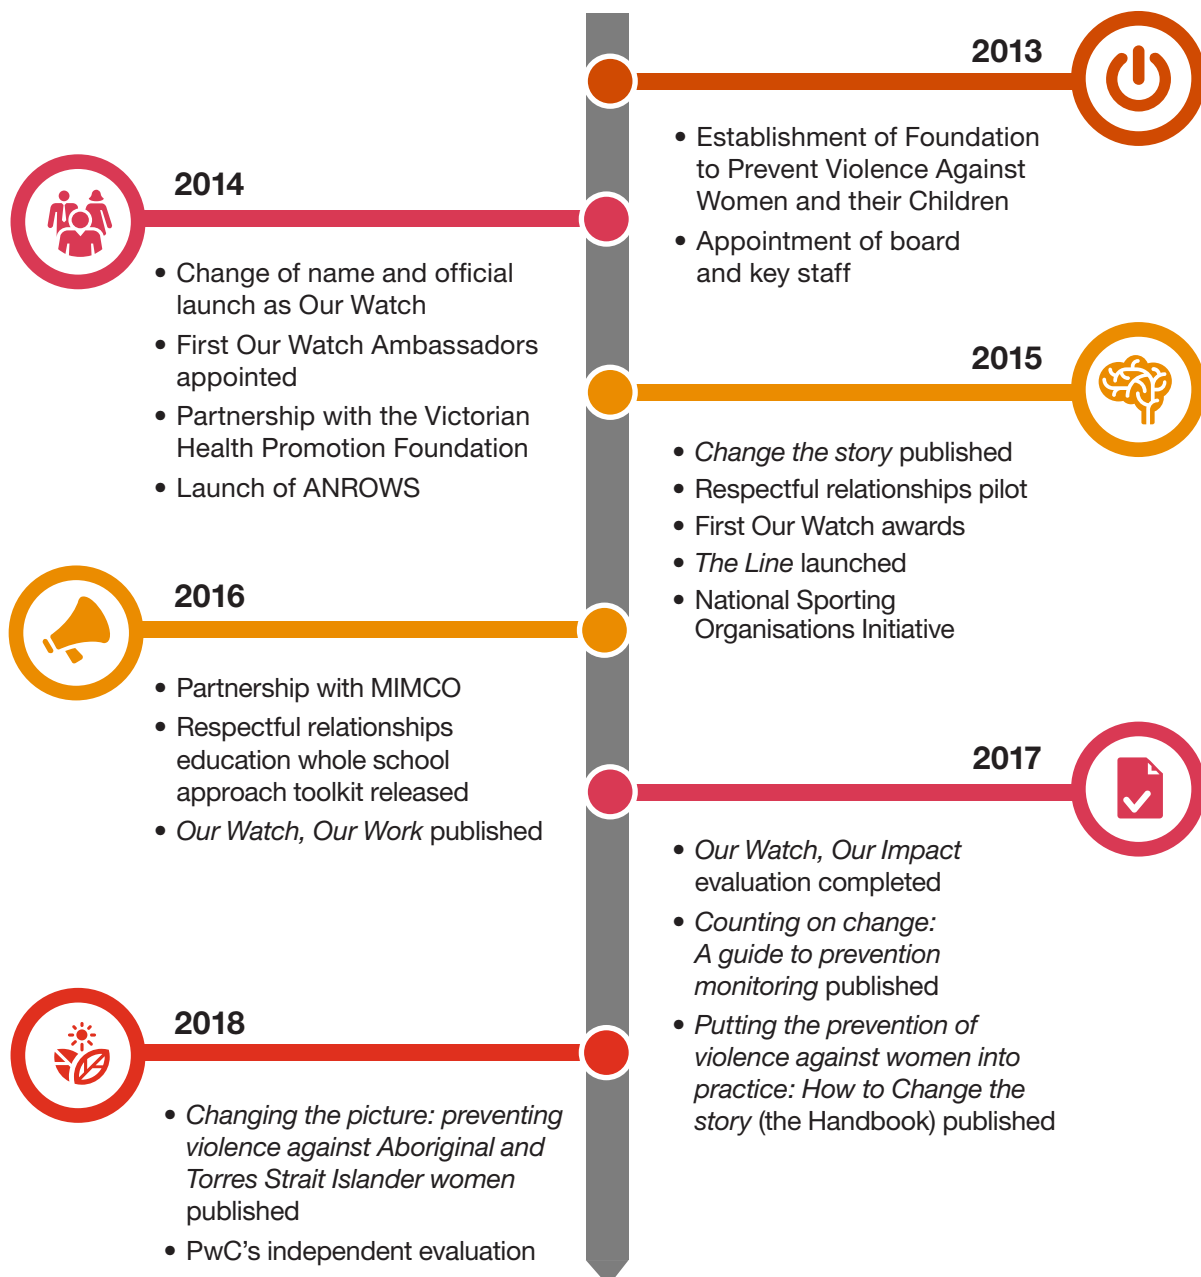 2013
• Establishment of Foundation
to Prevent Violence Against
Women and their Children
• Appointment of board
and key staff
2014
• Change of name and official
launch as Our Watch
• First Our Watch Ambassadors
appointed
• Partnership with the Victorian
Health Promotion Foundation
• Launch of ANROWS
2015
• Change the story published
• Respectful relationships pilot
• First Our Watch awards
• The Line launched
• National Sporting
Organisations Initiative
2016
• Partnership with MIMCO
• Respectful relationships
education whole school
approach toolkit released
• Our Watch, Our Work published
2017
• Our Watch, Our Impact
evaluation completed
• Counting on change:
A guide to prevention
monitoring published
• Putting the prevention of
violence against women into
practice: How to Change the
story (the Handbook) published
2018
• Changing the picture: preventing
violence against Aboriginal and
Torres Strait Islander women
published
• PwC’s independent evaluation